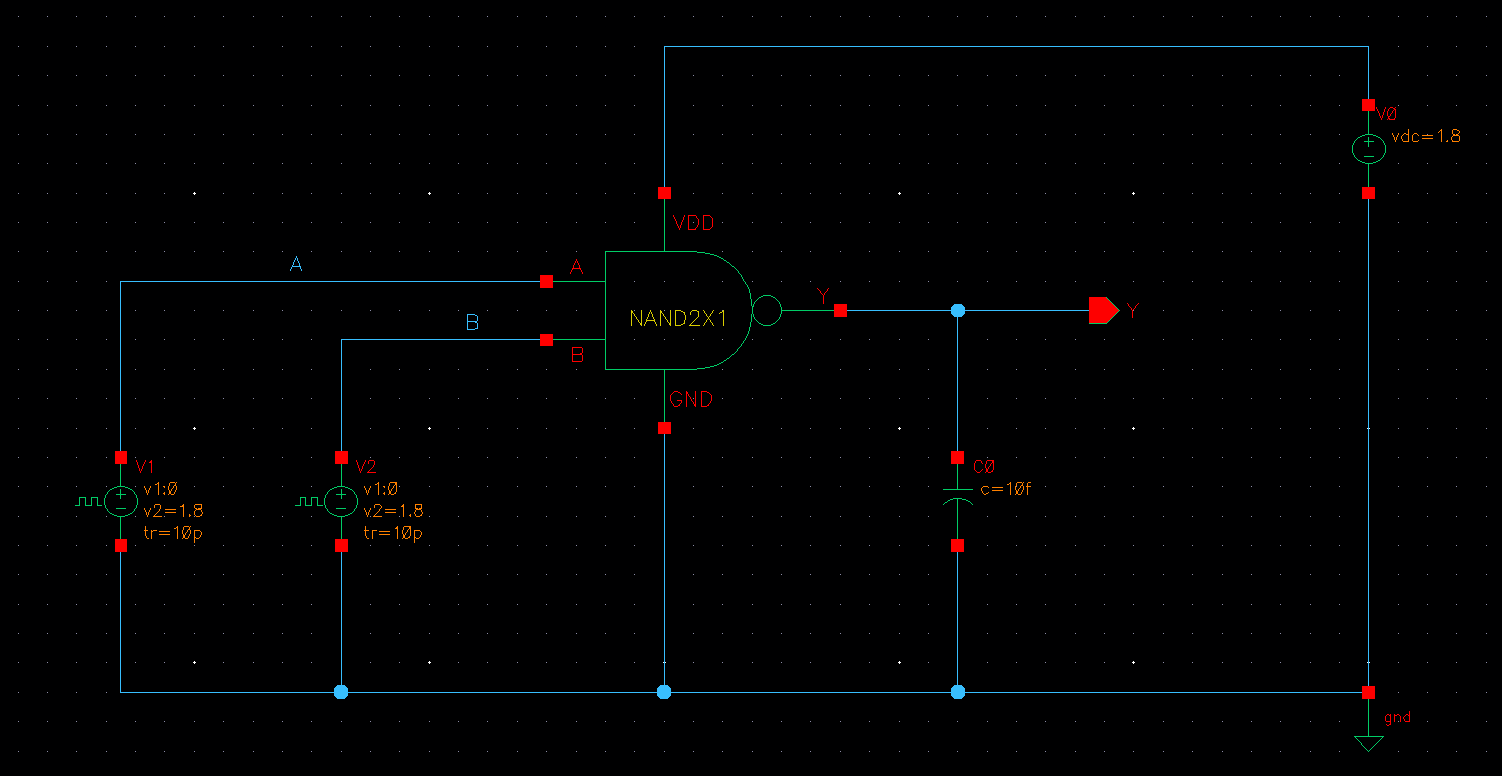 V0
vdc=1.8
VDD
A
A
Y
Y
NAND2X1
B
B
GND
V1
v1:0
v2=1.8
tr=10p
V2
v1:0
v2=1.8
tr=10p
C0
c=10f
gnd